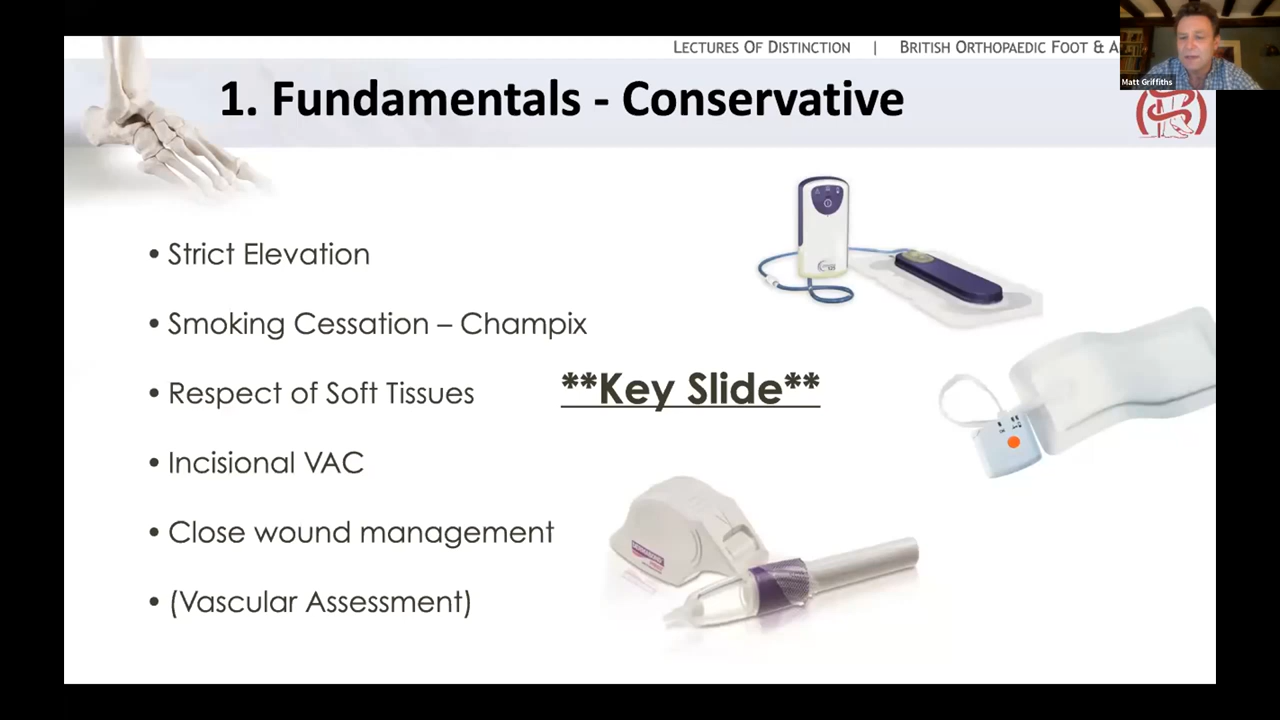 LECTURES OF DISTINCTION | BRITISH ORTHOPAEDIC FOOT & A
Matt Griffiths
1. Fundamentals - Conservative
• Strict Elevation
• Smoking Cessation – Champix
• Respect of Soft Tissues
**Key Slide**
• Incisional VAC
• Close wound management
• (Vascular Assessment)